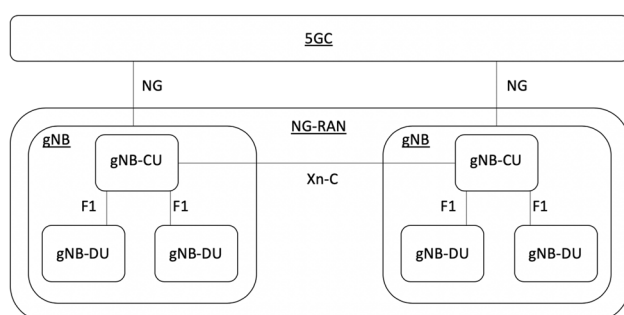 5GC
NG NG
NG-RAN
gNB gNB
gNB-CU gNB-CU
Xn-C
F1 F1 F1 F1
gNB-DU gNB-DU gNB-DU gNB-DU